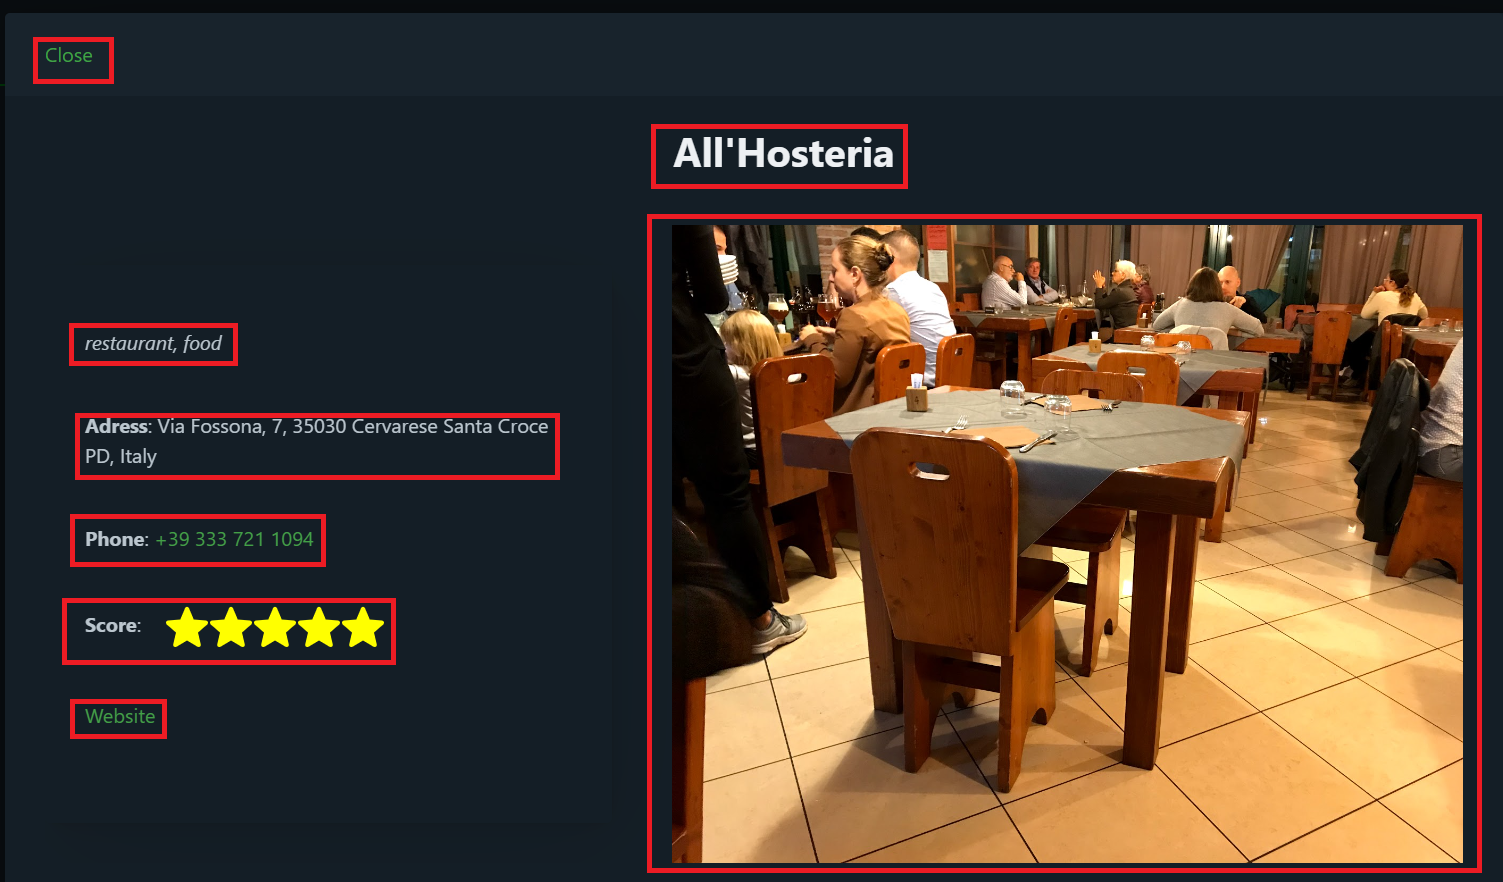 Close
All'Hosteria
restaurant, food
Adress: Via Fossona, 7, 35030 Cervarese Santa Croce
PD, Italy
Phone: +39 333 721 1094
Score:
Website